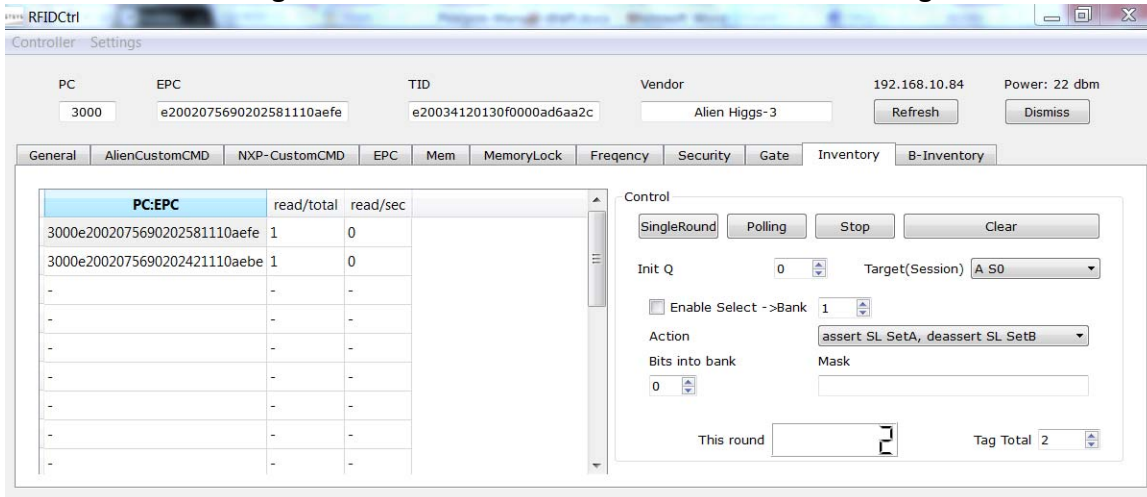 RFIDCtrl
Controller Settings
PC EPC TID Vendor 192.168.10.84 Power: 22 dbm
3000 e2002075690202581110aefe e20034120130f0000ad6aa2c Alien Higgs-3 Refresh Dismiss
General AlienCustomCMD NXP-CustomCMD EPC Mem MemoryLock Freqency Security Gate Inventory B-Inventory
PC:EPC read/total read/sec
3000e2002075690202581110aefe 1 0
3000e2002075690202421110aebe 1 0
- - -
- - -
- - -
- - -
- - -
- - -
- - -
Control
SingleRound Polling Stop Clear
Init Q 0 Target(Session) A S0
Enable Select ->Bank 1
Action assert SL SetA, deassert SL SetB
Bits into bank Mask
0
This round 2 Tag Total 2